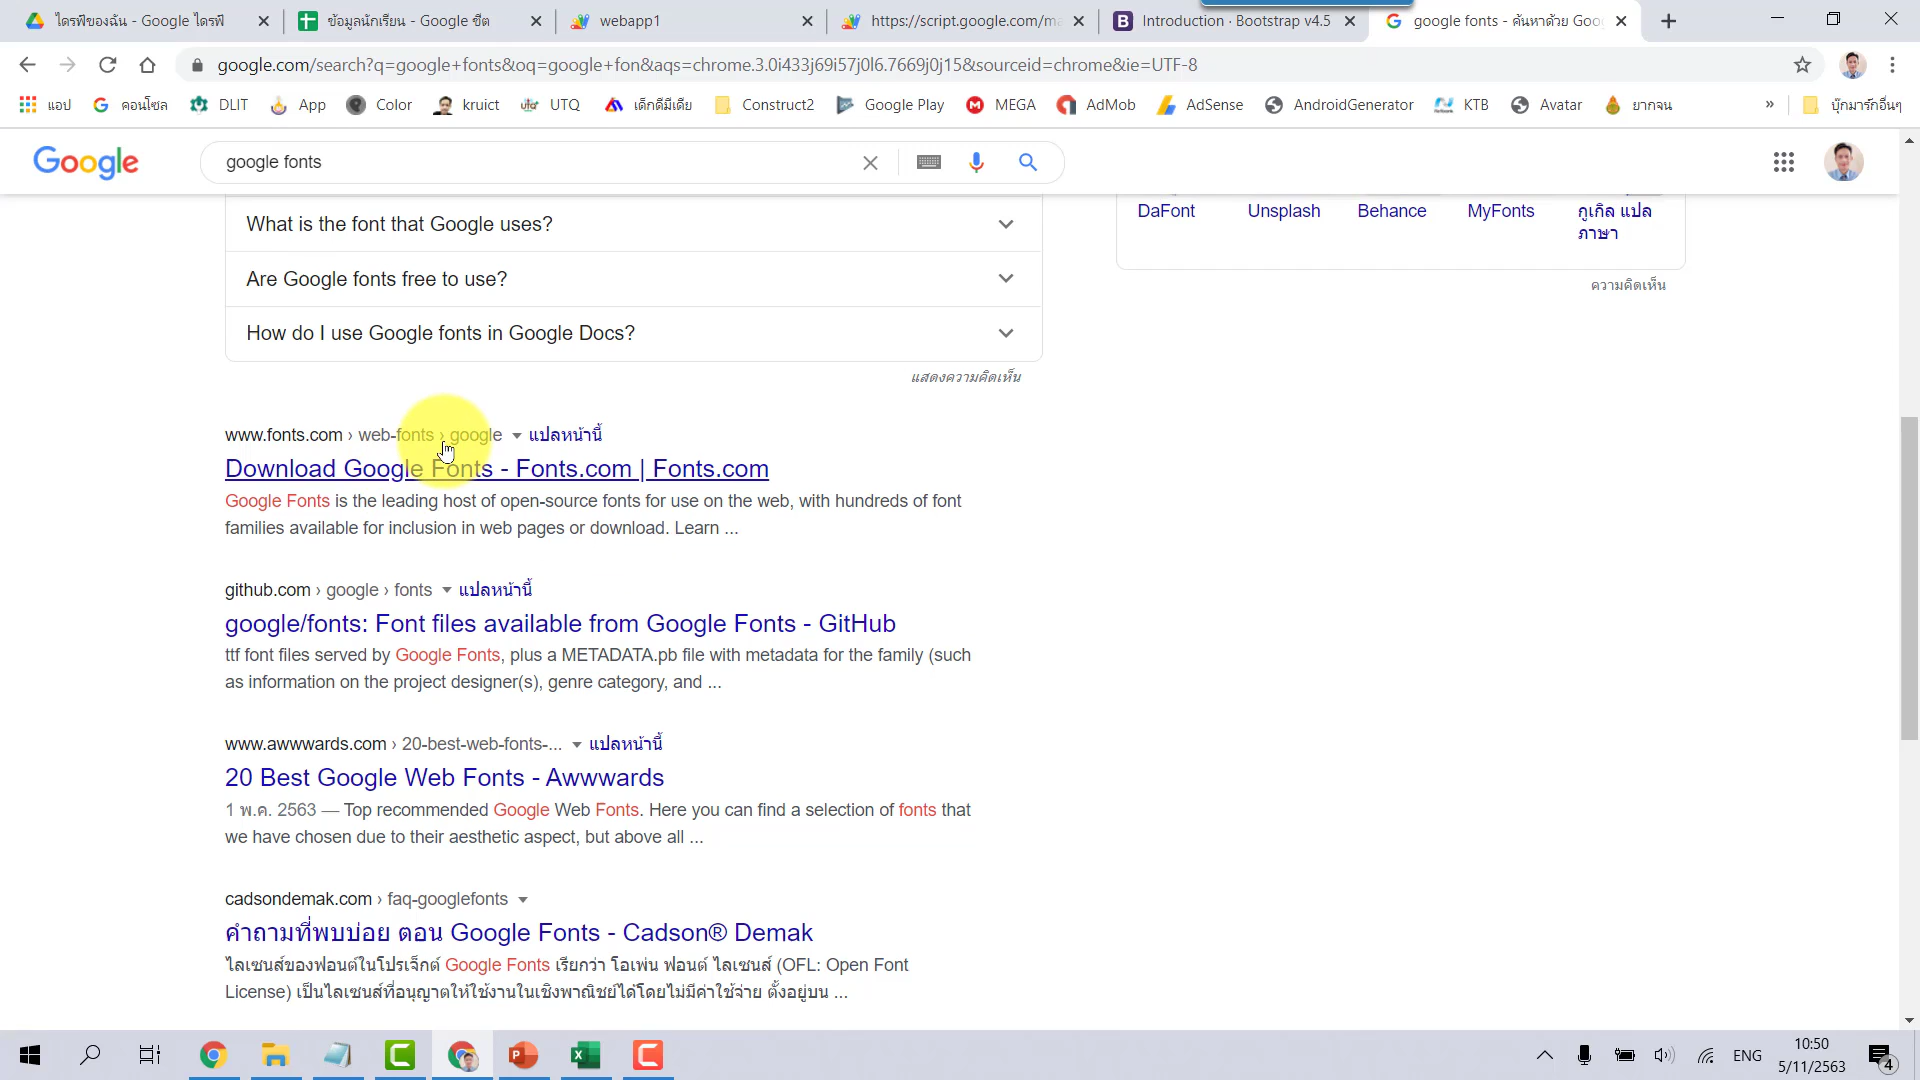 ไดรฟ์ของฉัน - Google ไดรฟ์
ข้อมูลนักเรียน - Google ชีต
webapp1
https://script.google.com/ma
Introduction · Bootstrap v4.5
google fonts - ค้นหาด้วย Goo
google.com/search?q=google+fonts&oq=google+fon&aqs=chrome.3.0i433j69i57j0l6.7669j0j15&sourceid=chrome&ie=UTF-8
แอป
คอนโซล
DLIT
App
Color
kruict
UTQ
เด็กดีมีเดีย
Construct2
Google Play
MEGA
AdMob
AdSense
AndroidGenerator
KTB
Avatar
ยากจน
»
บุ๊กมาร์กอื่นๆ
Google
google fonts
What is the font that Google uses?
Are Google fonts free to use?
How do I use Google fonts in Google Docs?
แสดงความคิดเห็น
DaFont
Unsplash
Behance
MyFonts
กูเกิล แปล
ภาษา
ความคิดเห็น
www.fonts.com › web-fonts › google แปลหน้านี้
Download Google Fonts - Fonts.com | Fonts.com
Google Fonts is the leading host of open-source fonts for use on the web, with hundreds of font
families available for inclusion in web pages or download. Learn ...
github.com › google › fonts แปลหน้านี้
google/fonts: Font files available from Google Fonts - GitHub
ttf font files served by Google Fonts, plus a METADATA.pb file with metadata for the family (such
as information on the project designer(s), genre category, and ...
www.awwwards.com › 20-best-web-fonts-... แปลหน้านี้
20 Best Google Web Fonts - Awwwards
1 พ.ค. 2563 — Top recommended Google Web Fonts. Here you can find a selection of fonts that
we have chosen due to their aesthetic aspect, but above all ...
cadsondemak.com › faq-googlefonts
คำถามที่พบบ่อย ตอน Google Fonts - Cadson® Demak
ไลเซนส์ของฟอนต์ในโปรเจ็กต์ Google Fonts เรียกว่า โอเพ่น ฟอนต์ ไลเซนส์ (OFL: Open Font
License) เป็นไลเซนส์ที่อนุญาตให้ใช้งานในเชิงพาณิชย์ได้โดยไม่มีค่าใช้จ่าย ตั้งอยู่บน ...
ENG
10:50
5/11/2563
4